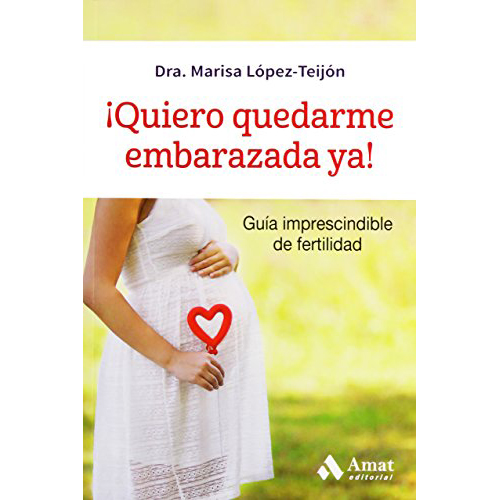 Dra. Marisa López-Teijón
¡Quiero quedarme
embarazada ya!
Guía imprescindible
de fertilidad
Amat
editorial